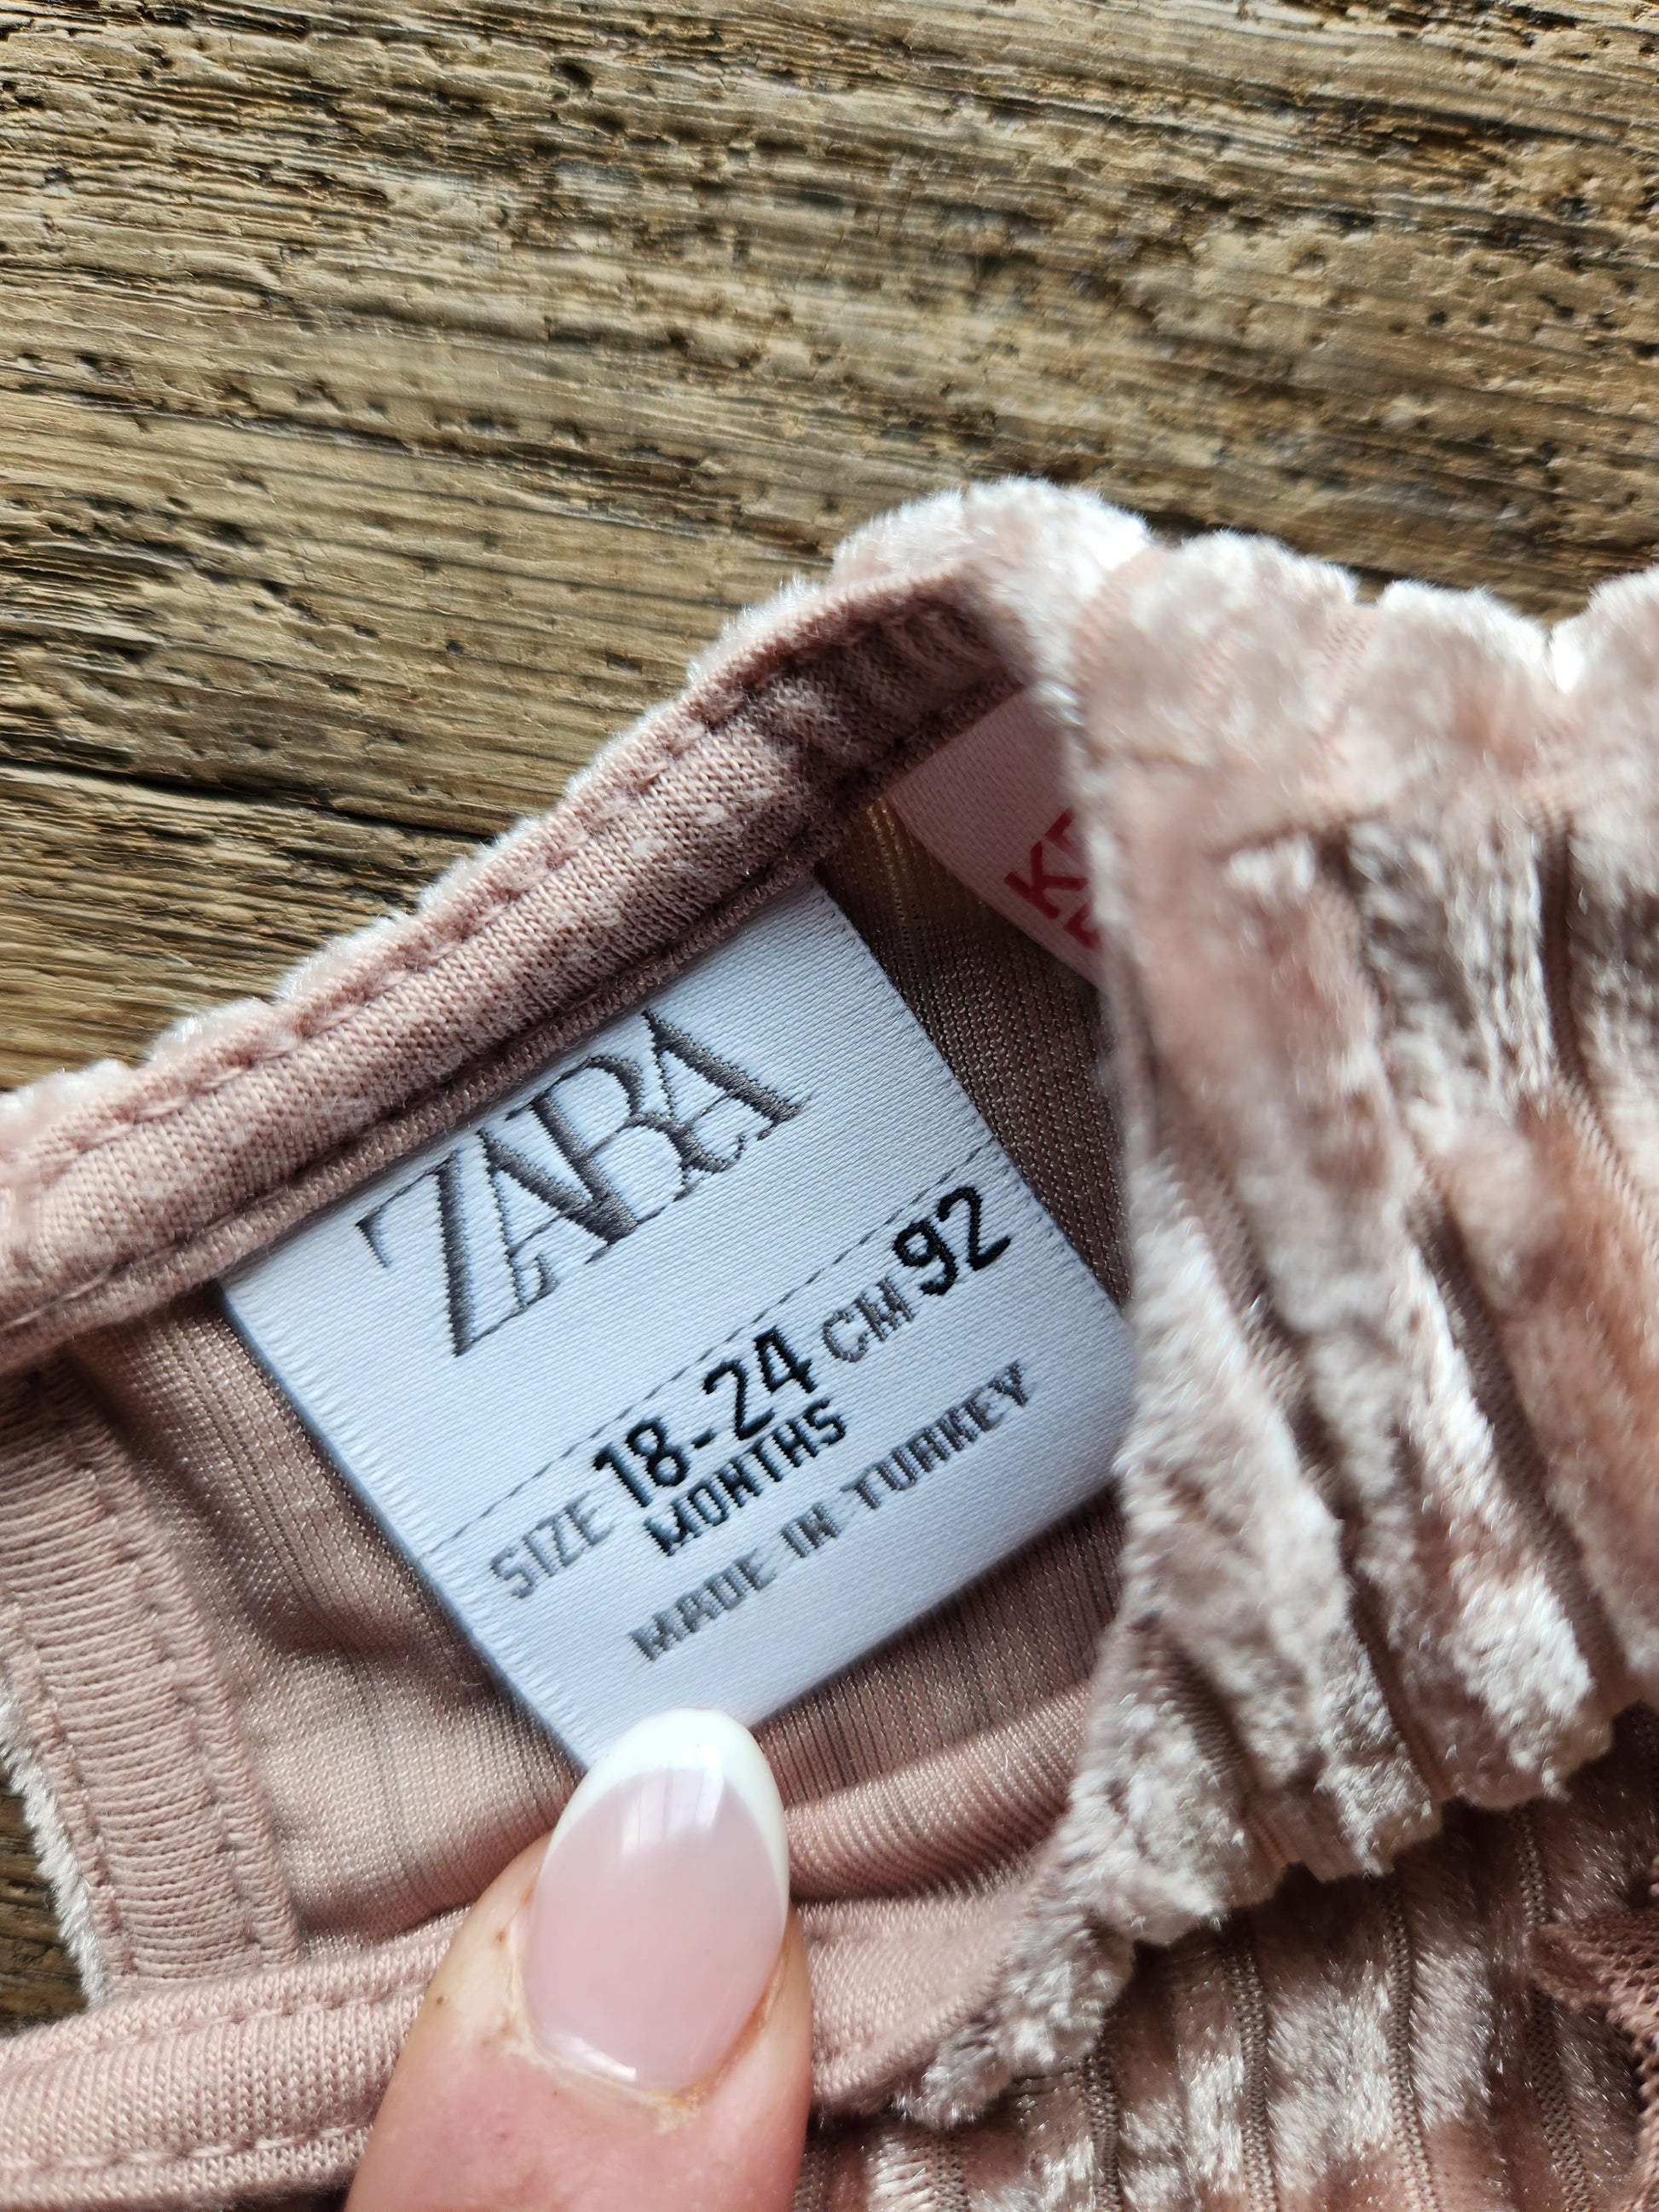 ZARA
SIZE 18-24 CM 92
MONTHS
MADE IN TURKEY